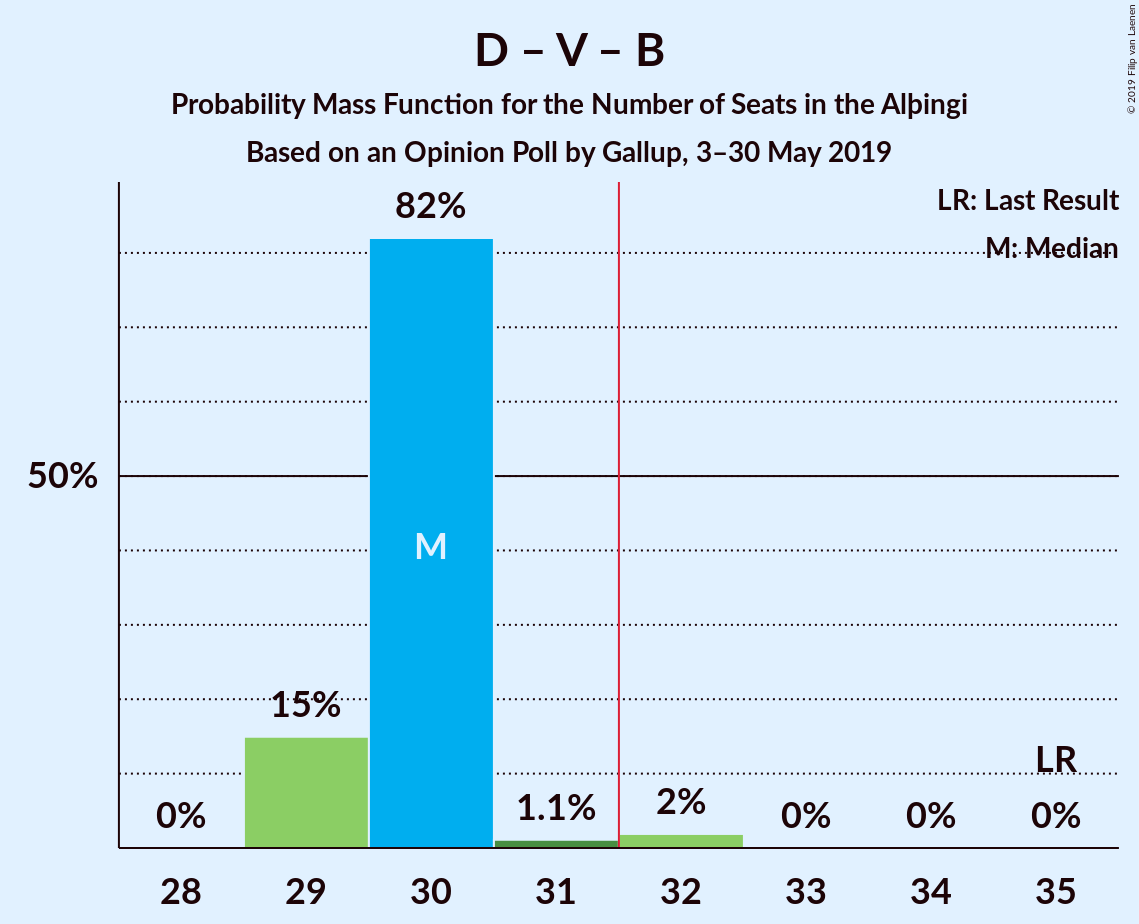 D – V – B
Probability Mass Function for the Number of Seats in the Alþingi
Based on an Opinion Poll by Gallup, 3–30 May 2019
© 2019 Filip van Laenen
LR: Last Result
M: Median
82%
50%
M
15%
LR
0%
1.1%
2%
0%
0%
0%
28 29 30 31 32 33 34 35